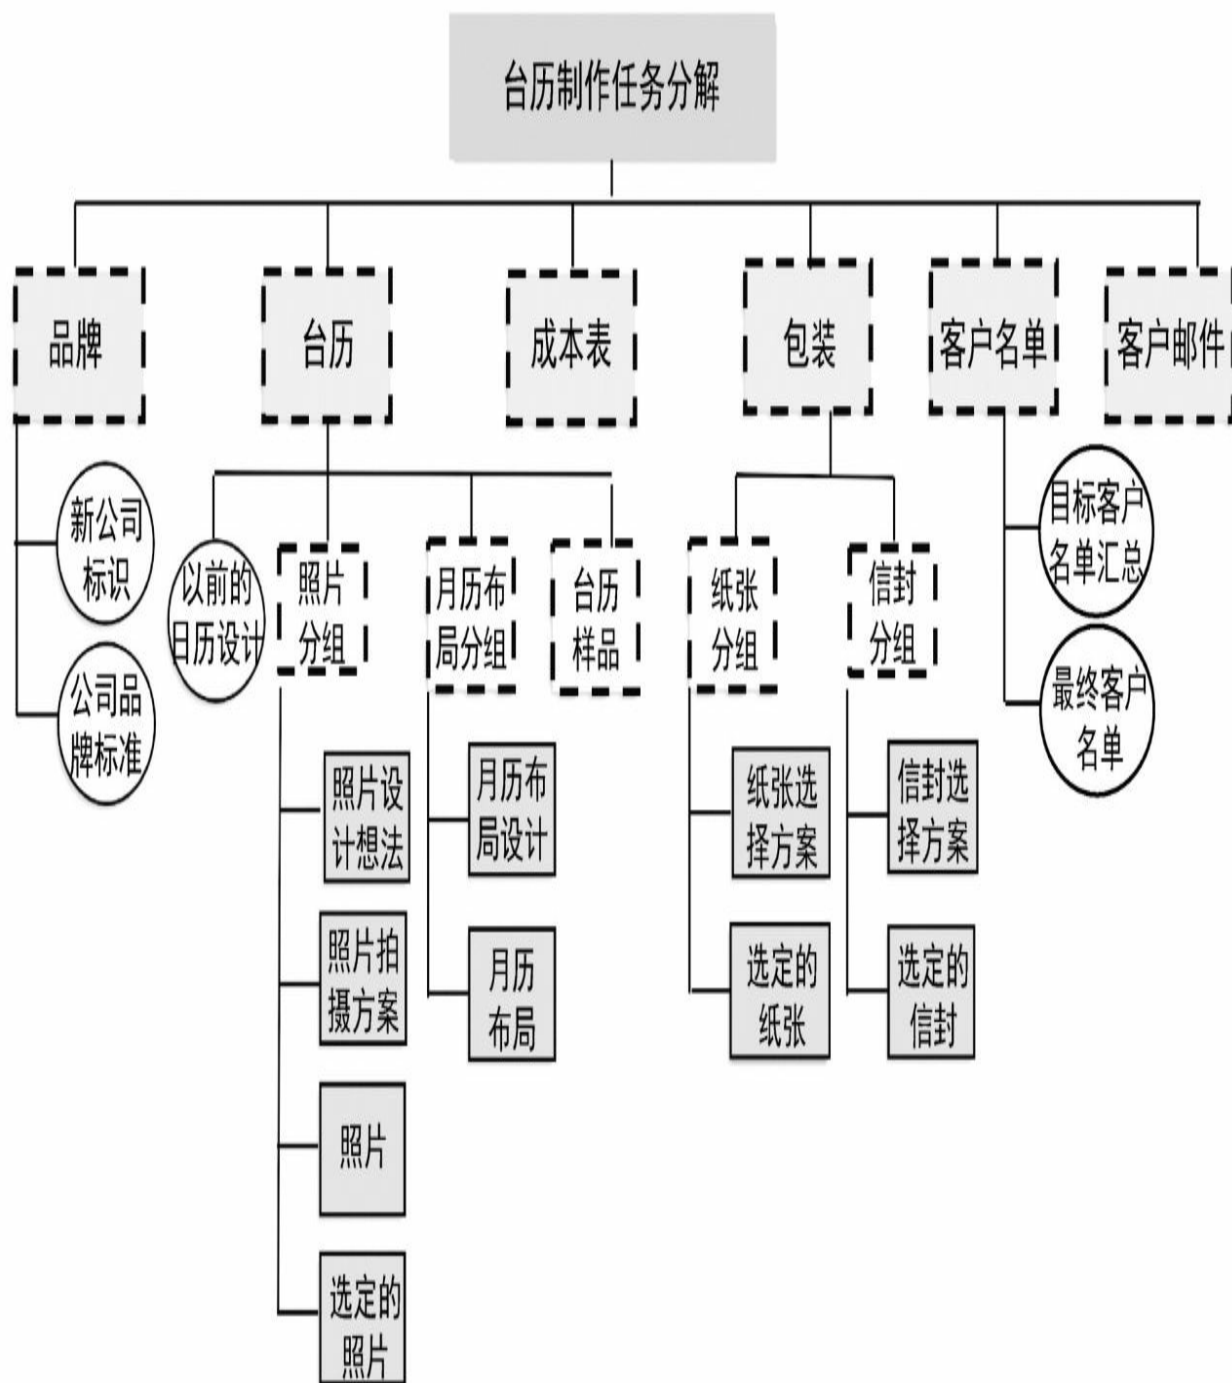 台历制作任务分解
品牌
台历
成本表
包装
客户名单
客户邮件
新公司
标识
公司品
牌标准
以前的
日历设计
照片
分组
月历布
局分组
台历
样品
纸张
分组
信封
分组
目标客户
名单汇总
最终客户
名单
照片设
计想法
照片拍
摄方案
照片
选定的
照片
月历布
局设计
月历
布局
纸张选
择方案
选定的
纸张
信封选
择方案
选定的
信封